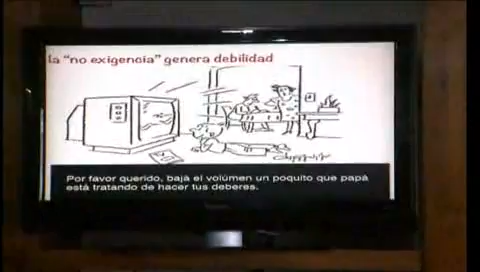 la "no exigencia" genera debilidad
Por favor querido, bajá el volúmen un poquito que papá
está tratando de hacer tus deberes.